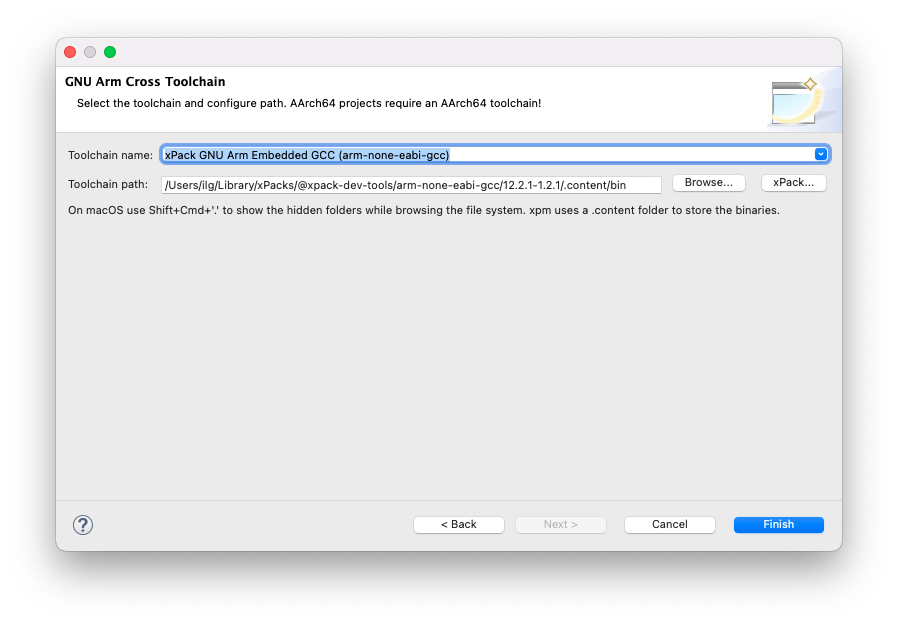 GNU Arm Cross Toolchain
Select the toolchain and configure path. AArch64 projects require an AArch64 toolchain!
Toolchain name: xPack GNU Arm Embedded GCC (arm-none-eabi-gcc)
Toolchain path: /Users/ilg/Library/xPacks/@xpack-dev-tools/arm-none-eabi-gcc/12.2.1-1.2.1/.content/bin Browse... xPack...
On macOS use Shift+Cmd+'.' to show the hidden folders while browsing the file system. xpm uses a .content folder to store the binaries.
? < Back Next > Cancel Finish